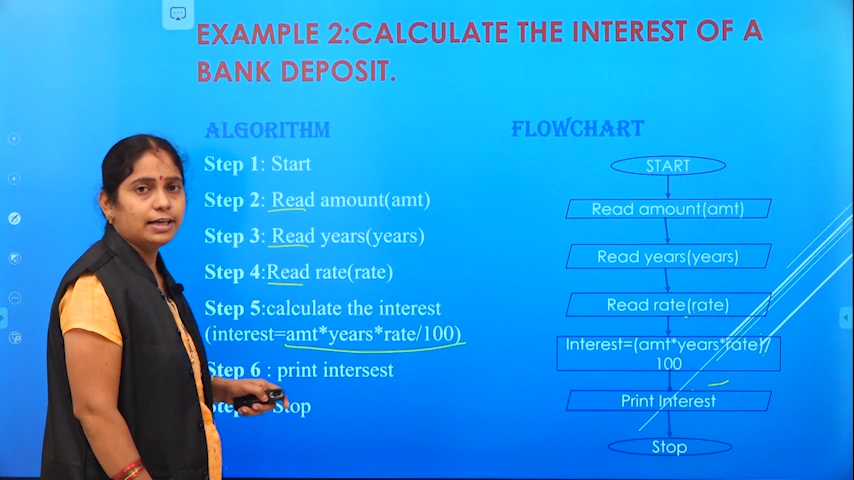 EXAMPLE 2:CALCULATE THE INTEREST OF A
BANK DEPOSIT.
ALGORITHM
Step 1: Start
Step 2: Read amount(amt)
Step 3: Read years(years)
Step 4:Read rate(rate)
Step 5:calculate the interest
(interest=amt*years*rate/100)
Step 6 : print intersest
Stop
FLOWCHART
START
Read amount(amt)
Read years(years)
Read rate(rate)
Interest=(amt*years*rate)/
100
Print Interest
Stop